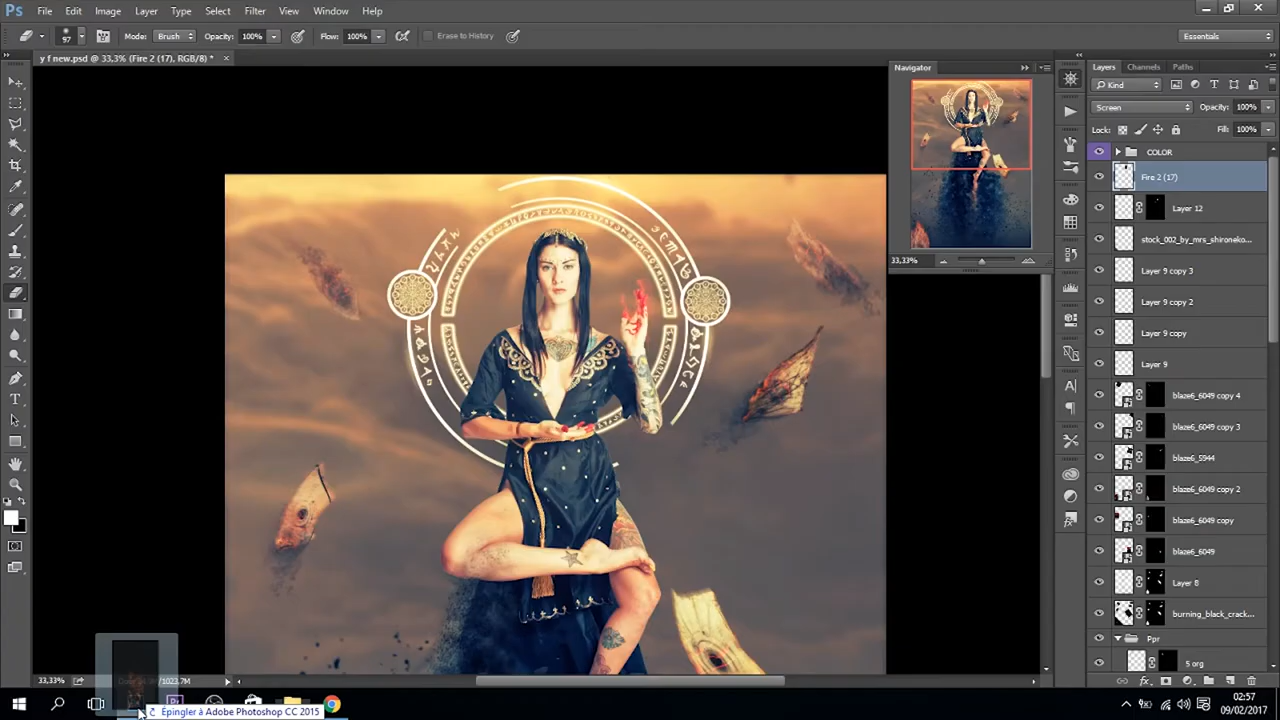 Ps File Edit Image Layer Type Select Filter View Window Help
97 Mode: Brush Opacity: 100% Flow: 100% Erase to History Essentials
y f new.psd @ 33,3% (Fire 2 (17), RGB/8) *
Navigator
33,33%
Layers Channels Paths
Kind
Screen Opacity: 100%
Lock: Fill: 100%
COLOR
Fire 2 (17)
Layer 12
stock_002_by_mrs_shironeko...
Layer 9 copy 3
Layer 9 copy 2
Layer 9 copy
Layer 9
blaze6_6049 copy 4
blaze6_6049 copy 3
blaze6_5944
blaze6_6049 copy 2
blaze6_6049 copy
blaze6_6049
Layer 8
burning_black_crack...
Ppr
5 org
33,33% /1023,7M
Épingler à Adobe Photoshop CC 2015
02:57
09/02/2017